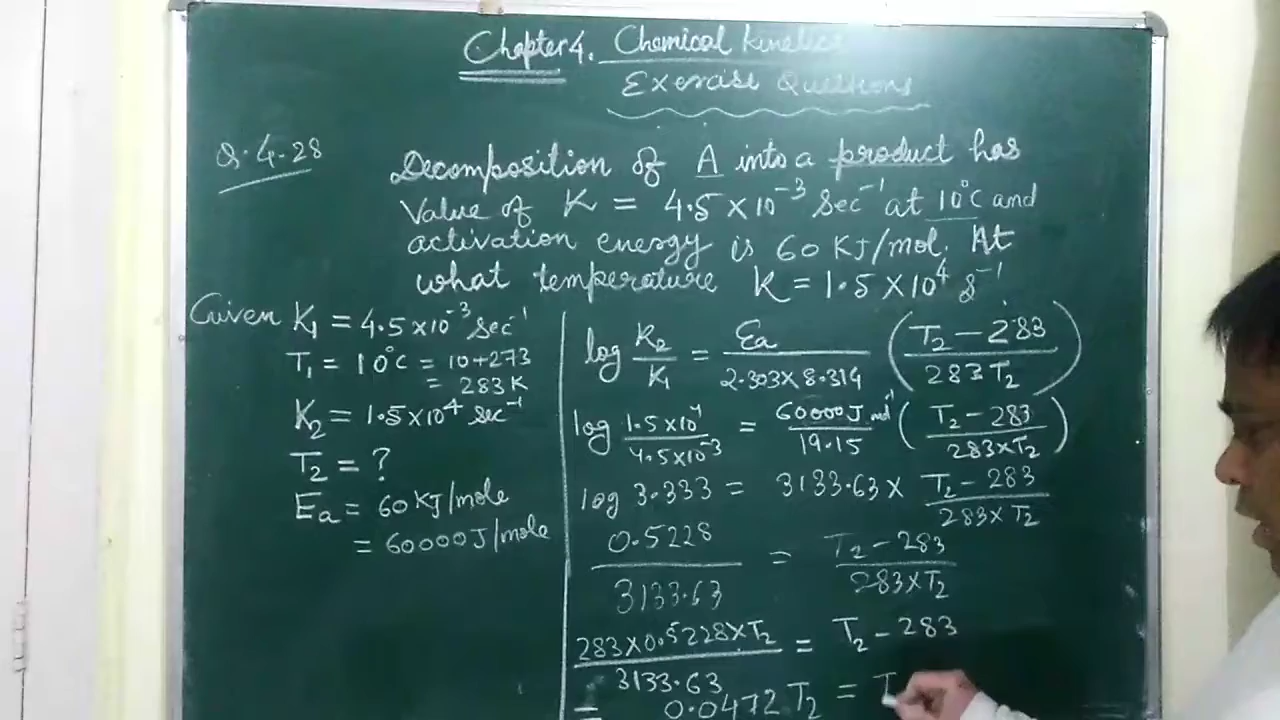 Chapter 4. Chemical Kinetics
Exercise Questions
Q. 4.28
Decomposition of A into a product has
Value of K = 4.5 × 10⁻³ Sec⁻¹ at 10°C and
activation energy is 60 KJ/mol. At
what temperature K = 1.5 × 10⁴ s⁻¹
Given K₁ = 4.5 × 10⁻³ Sec⁻¹
T₁ = 10°C = 10 + 273
= 283 K
K₂ = 1.5 × 10⁴ sec⁻¹
T₂ = ?
Ea = 60 KJ/mole
= 60000 J/mole
log K₂/K₁ = Ea/2.303 × 8.314 (T₂ - 283/283 T₂)
log 1.5 × 10⁴/4.5 × 10⁻³ = 60000 J mol⁻¹/19.15 (T₂ - 283/283 × T₂)
log 3.333 = 3133.63 × T₂ - 283/283 × T₂
0.5228/3133.63 = T₂ - 283/283 × T₂
283 × 0.5228 × T₂/3133.63 = T₂ - 283
= 0.0472 T₂ = T